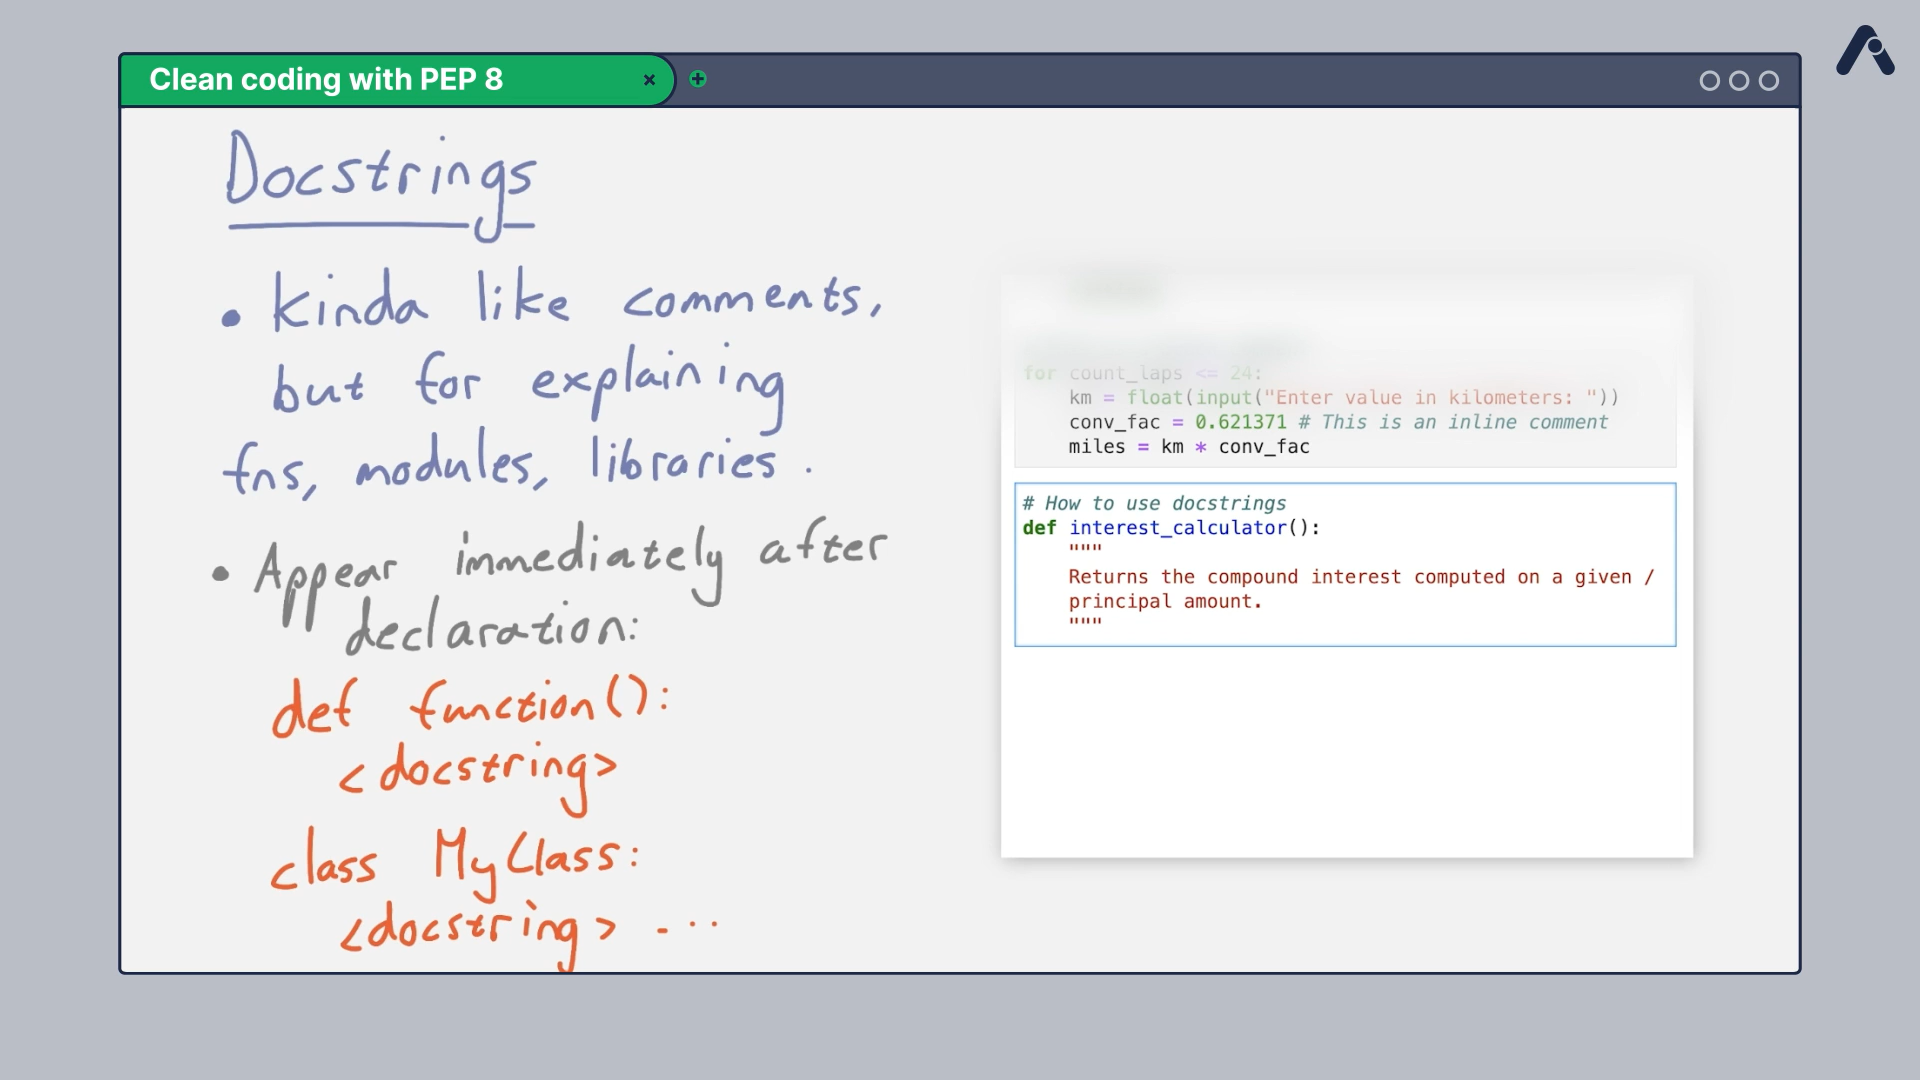 Clean coding with PEP 8
Docstrings
• Kinda like comments,
but for explaining
fns, modules, libraries.
• Appear immediately after
declaration:
def function():
<docstring>
class MyClass:
<docstring> ...
for count_laps <= 24:
km = float(input("Enter value in kilometers: "))
conv_fac = 0.621371 # This is an inline comment
miles = km * conv_fac
# How to use docstrings
def interest_calculator():
"""
Returns the compound interest computed on a given /
principal amount.
"""